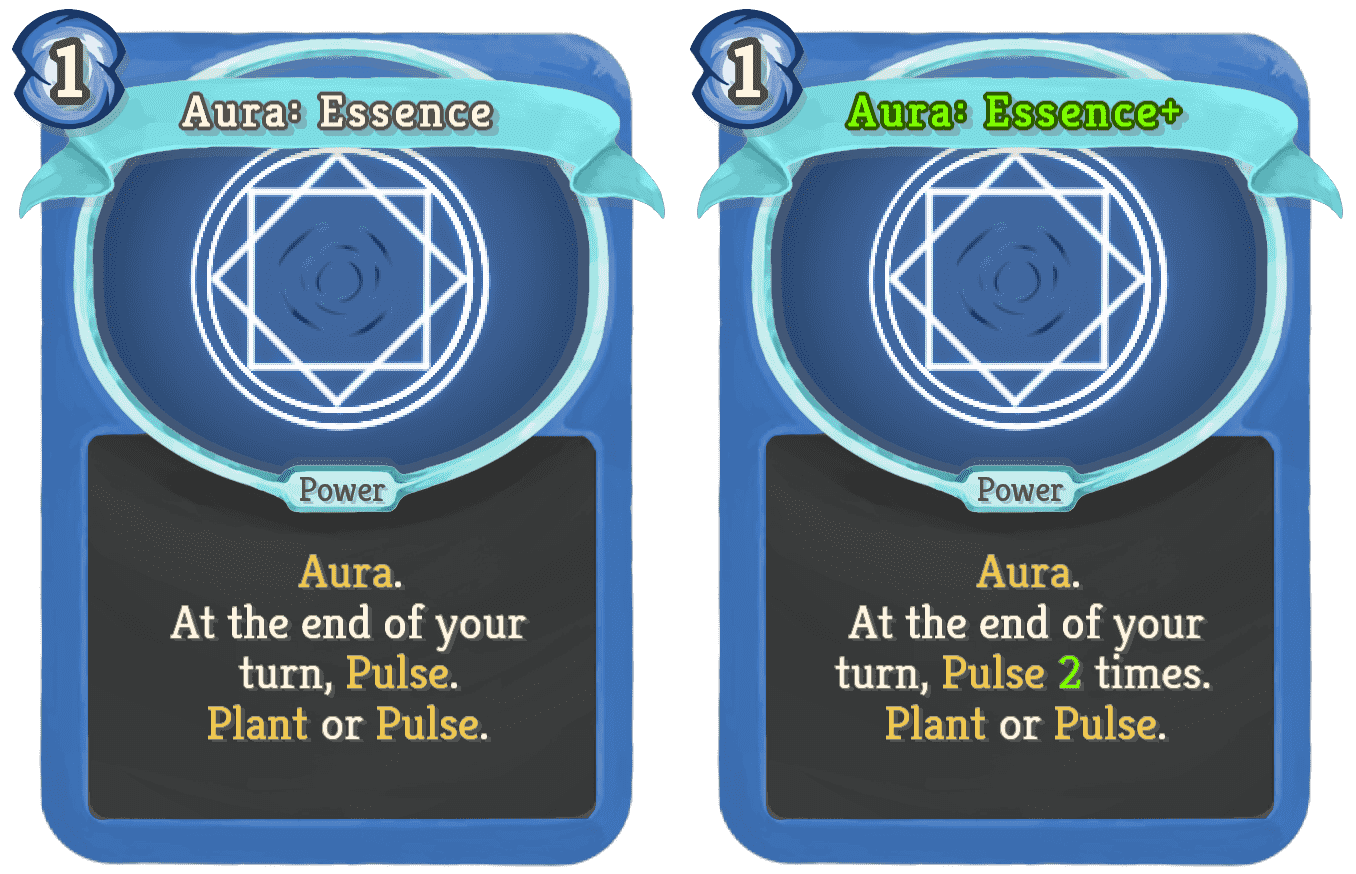 1
Aura: Essence
Power
Aura.
At the end of your
turn, Pulse.
Plant or Pulse.
1
Aura: Essence+
Power
Aura.
At the end of your
turn, Pulse 2 times.
Plant or Pulse.